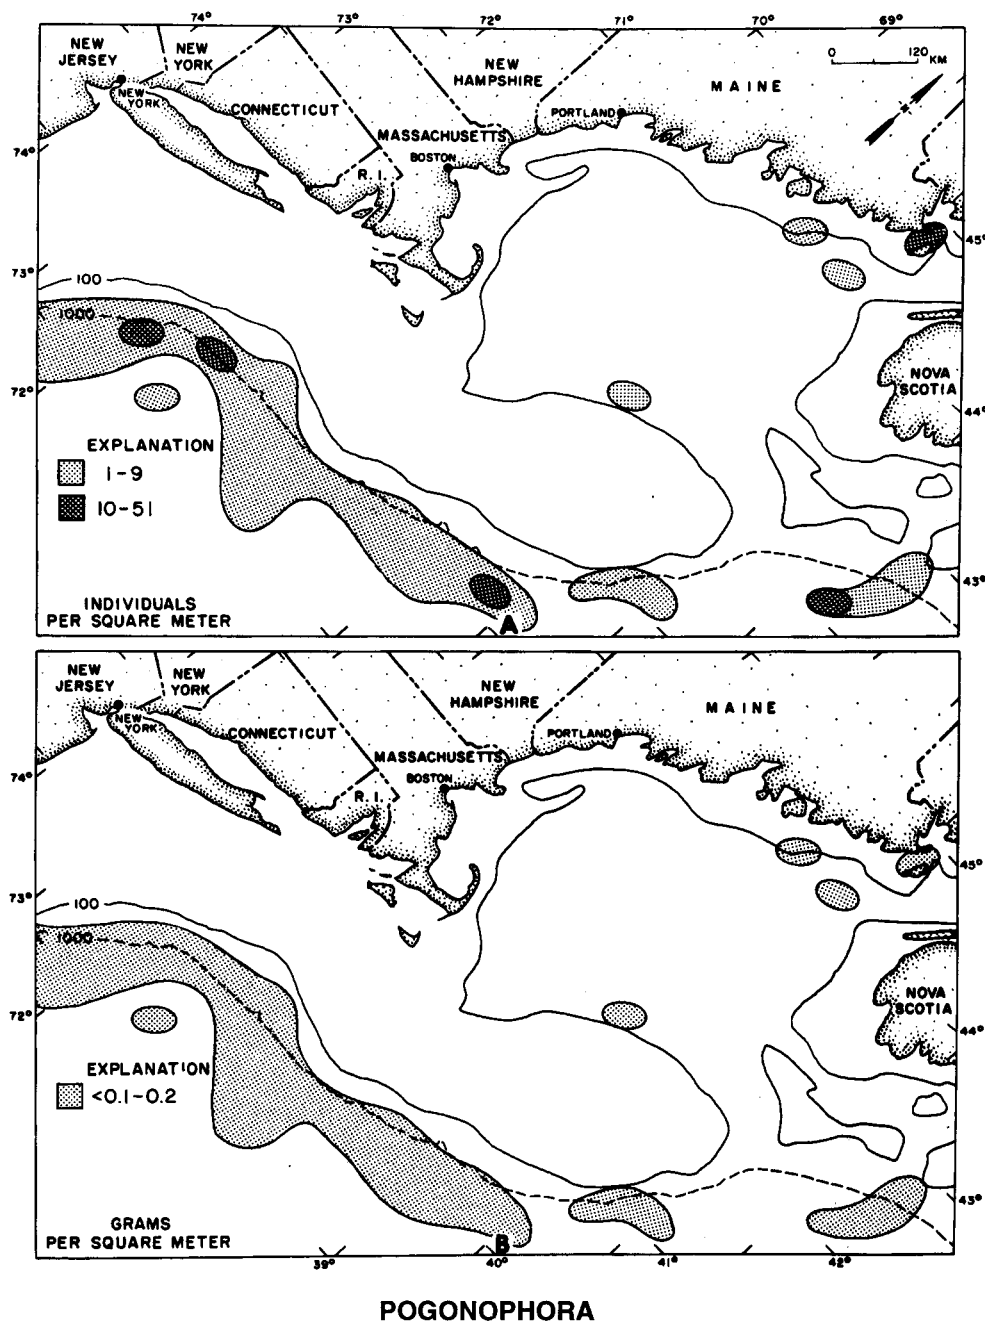 74° 73° 72° 71° 70° 69°
NEW JERSEY
NEW YORK
NEW YORK
CONNECTICUT
R. I.
MASSACHUSETTS
BOSTON
NEW HAMPSHIRE
PORTLAND
MAINE
0 120
KM
74°
45°
73°
100
1000
72°
NOVA SCOTIA
44°
EXPLANATION
1-9
10-51
43°
INDIVIDUALS
PER SQUARE METER
A
NEW JERSEY
NEW YORK
NEW YORK
CONNECTICUT
R. I.
MASSACHUSETTS
BOSTON
NEW HAMPSHIRE
PORTLAND
MAINE
74°
45°
73°
100
1000
72°
NOVA SCOTIA
44°
EXPLANATION
<0.1-0.2
43°
GRAMS
PER SQUARE METER
B
39° 40° 41° 42°
POGONOPHORA